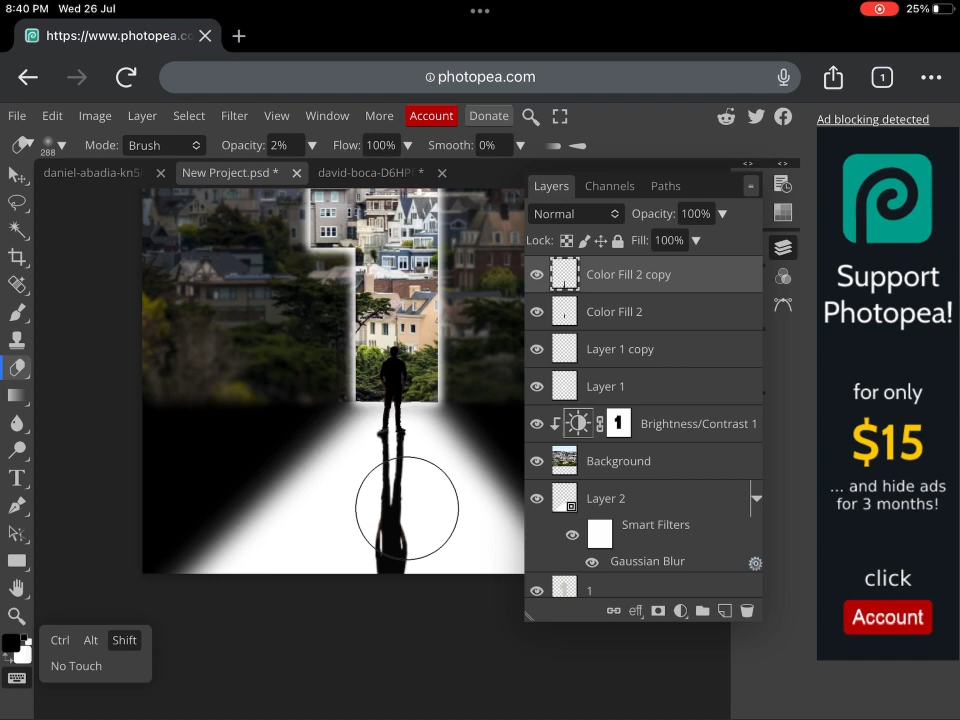 8:40 PM Wed 26 Jul
25%
https://www.photopea.co
photopea.com
1
File Edit Image Layer Select Filter View Window More Account Donate
Ad blocking detected
288 Mode: Brush Opacity: 2% Flow: 100% Smooth: 0%
daniel-abadia-kn5 New Project.psd * david-boca-D6HP *
Layers Channels Paths
Normal Opacity: 100%
Lock: Fill: 100%
Color Fill 2 copy
Color Fill 2
Layer 1 copy
Layer 1
1 Brightness/Contrast 1
Background
Layer 2
Smart Filters
Gaussian Blur
1
eff
Ctrl Alt Shift
No Touch
Support
Photopea!
for only
$15
... and hide ads
for 3 months!
click
Account